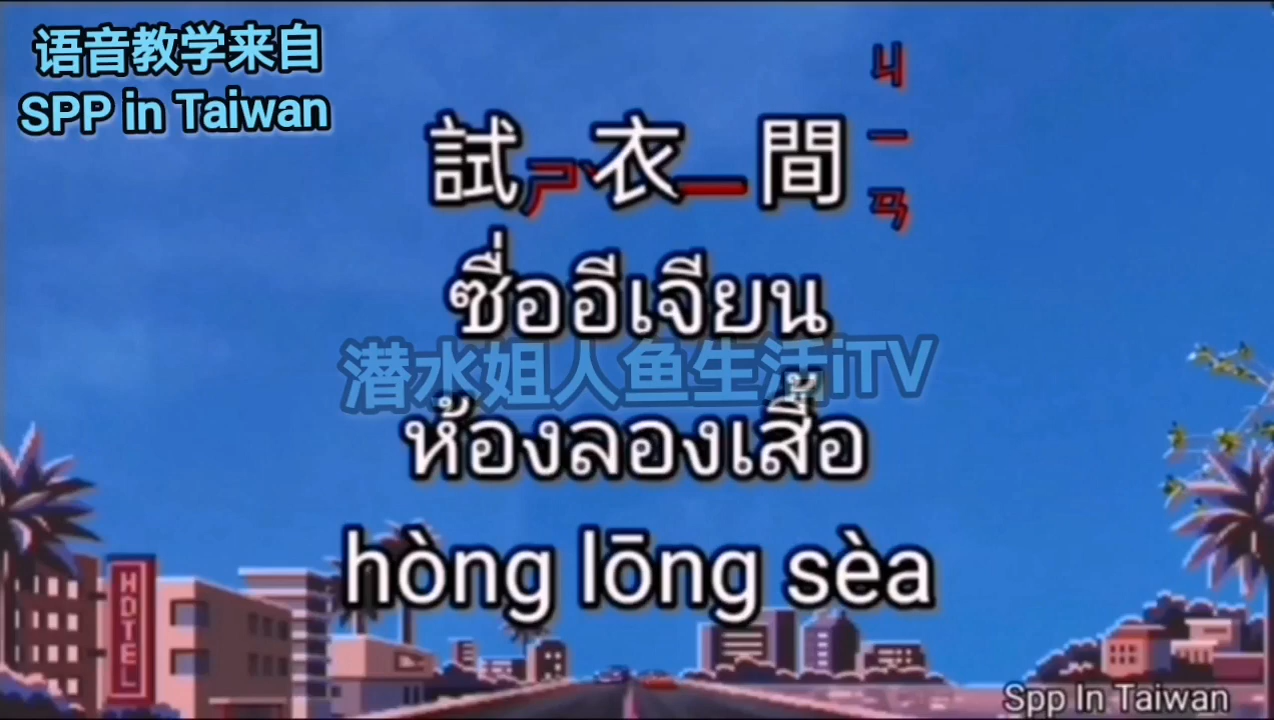 语音教学来自
SPP in Taiwan
試ㄕˋ衣ㄧ間ㄐㄧㄢ
ซื่ออีเจียน
潜水姐人鱼生活iTV
ห้องลองเสื้อ
hòng lōng sèa
HOTEL
Spp In Taiwan